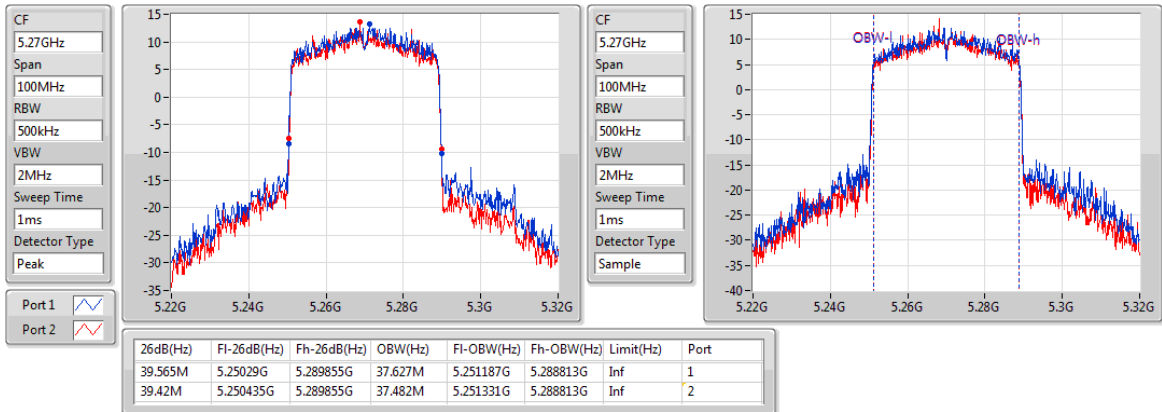 CF
5.27GHz
Span
100MHz
RBW
500kHz
VBW
2MHz
Sweep Time
1ms
Detector Type
Peak
Port 1
Port 2
15
10
5
0
-5
-10
-15
-20
-25
-30
-35
5.22G 5.24G 5.26G 5.28G 5.3G 5.32G
CF
5.27GHz
Span
100MHz
RBW
500kHz
VBW
2MHz
Sweep Time
1ms
Detector Type
Sample
15
10
5
0
-5
-10
-15
-20
-25
-30
-35
-40
OBW-l OBW-h
5.22G 5.24G 5.26G 5.28G 5.3G 5.32G
26dB(Hz) Fl-26dB(Hz) Fh-26dB(Hz) OBW(Hz) Fl-OBW(Hz) Fh-OBW(Hz) Limit(Hz) Port
39.565M 5.25029G 5.289855G 37.627M 5.251187G 5.288813G Inf 1
39.42M 5.250435G 5.289855G 37.482M 5.251331G 5.288813G Inf 2